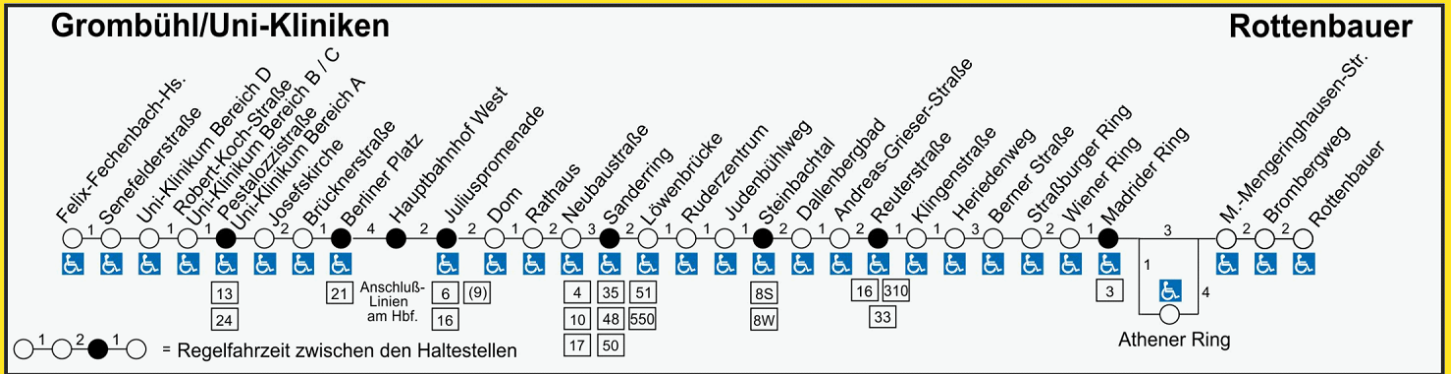 Grombühl/Uni-Kliniken
Rottenbauer
Felix-Fechenbach-Hs.
Senefelderstraße
Uni-Klinikum Bereich D
Robert-Koch-Straße
Uni-Klinikum Bereich B / C
Pestalozzistraße
Uni-Klinikum Bereich A
Josefskirche
Brücknerstraße
Berliner Platz
Hauptbahnhof West
Juliuspromenade
Dom
Rathaus
Neubaustraße
Sanderring
Löwenbrücke
Ruderzentrum
Judenbühlweg
Steinbachtal
Dallenbergbad
Andreas-Grieser-Straße
Reuterstraße
Klingenstraße
Heriedenweg
Berner Straße
Straßburger Ring
Wiener Ring
Madrider Ring
M.-Mengeringhausen-Str.
Brombergweg
Rottenbauer
1 1 1 2 1 4 2 2 1 2 3 2 1 1 1 2 1 2 1 1 3 1 2 1 3 2 2
1 4
13 21 Anschluß- 6 (9) 4 35 51 8S 16 310 3
Linien
24 am Hbf. 16 10 48 550 8W 33
17 50
Athener Ring
1 2 1 = Regelfahrzeit zwischen den Haltestellen